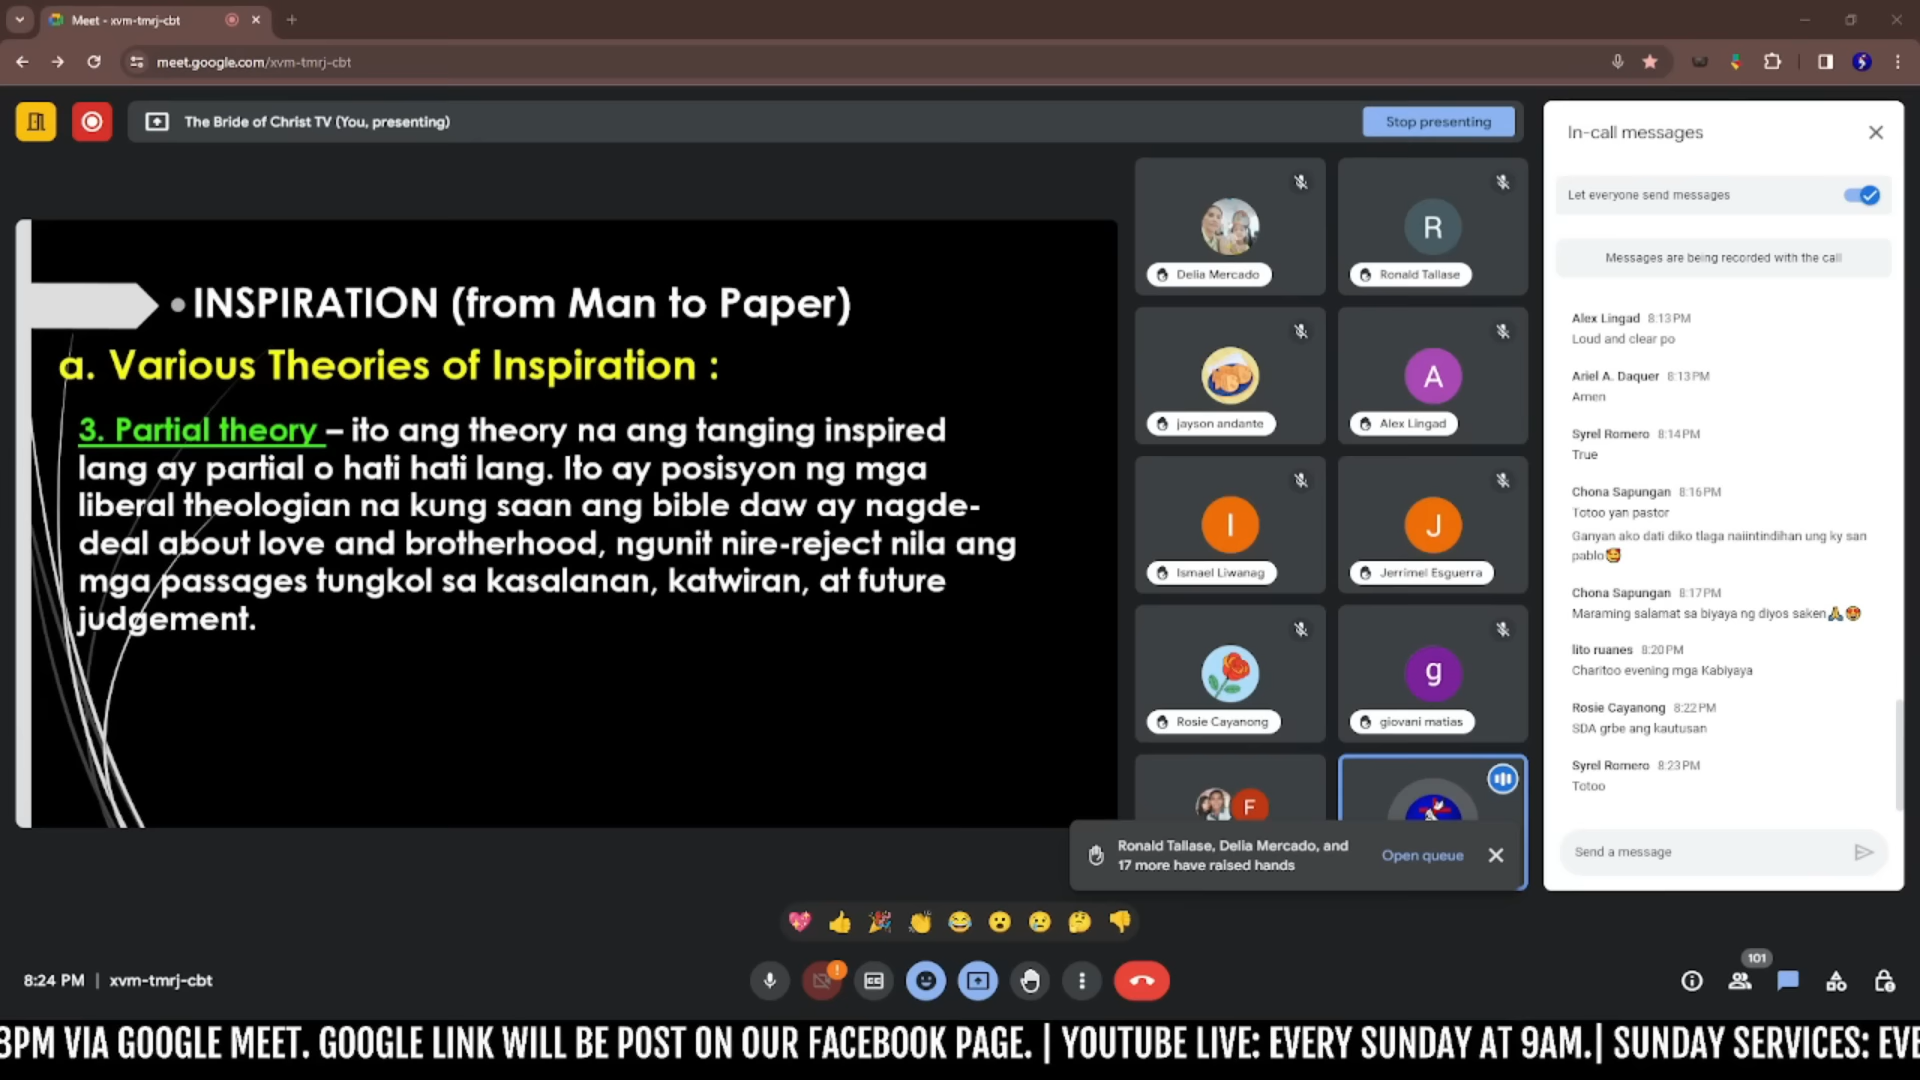 Meet - xvm-tmrj-cbt
meet.google.com/xvm-tmrj-cbt
The Bride of Christ TV (You, presenting)
Stop presenting
• INSPIRATION (from Man to Paper)
a. Various Theories of Inspiration :
3. Partial theory – ito ang theory na ang tanging inspired
lang ay partial o hati hati lang. Ito ay posisyon ng mga
liberal theologian na kung saan ang bible daw ay nagde-
deal about love and brotherhood, ngunit nire-reject nila ang
mga passages tungkol sa kasalanan, katwiran, at future
judgement.
Delia Mercado
R
Ronald Tallase
jayson andante
A
Alex Lingad
I
Ismael Liwanag
J
Jerrimel Esguerra
Rosie Cayanong
g
giovani matias
F
Ronald Tallase, Delia Mercado, and
17 more have raised hands
Open queue
In-call messages
Let everyone send messages
Messages are being recorded with the call
Alex Lingad 8:13 PM
Loud and clear po
Ariel A. Daquer 8:13 PM
Amen
Syrel Romero 8:14 PM
True
Chona Sapungan 8:16 PM
Totoo yan pastor
Ganyan ako dati diko tlaga naiintindihan ung ky san
pablo🥰
Chona Sapungan 8:17 PM
Maraming salamat sa biyaya ng diyos saken🙏😍
lito ruanes 8:20 PM
Charitoo evening mga Kabiyaya
Rosie Cayanong 8:22 PM
SDA grbe ang kautusan
Syrel Romero 8:23 PM
Totoo
Send a message
8:24 PM | xvm-tmrj-cbt
101
8PM VIA GOOGLE MEET. GOOGLE LINK WILL BE POST ON OUR FACEBOOK PAGE. | YOUTUBE LIVE: EVERY SUNDAY AT 9AM.| SUNDAY SERVICES: EVE